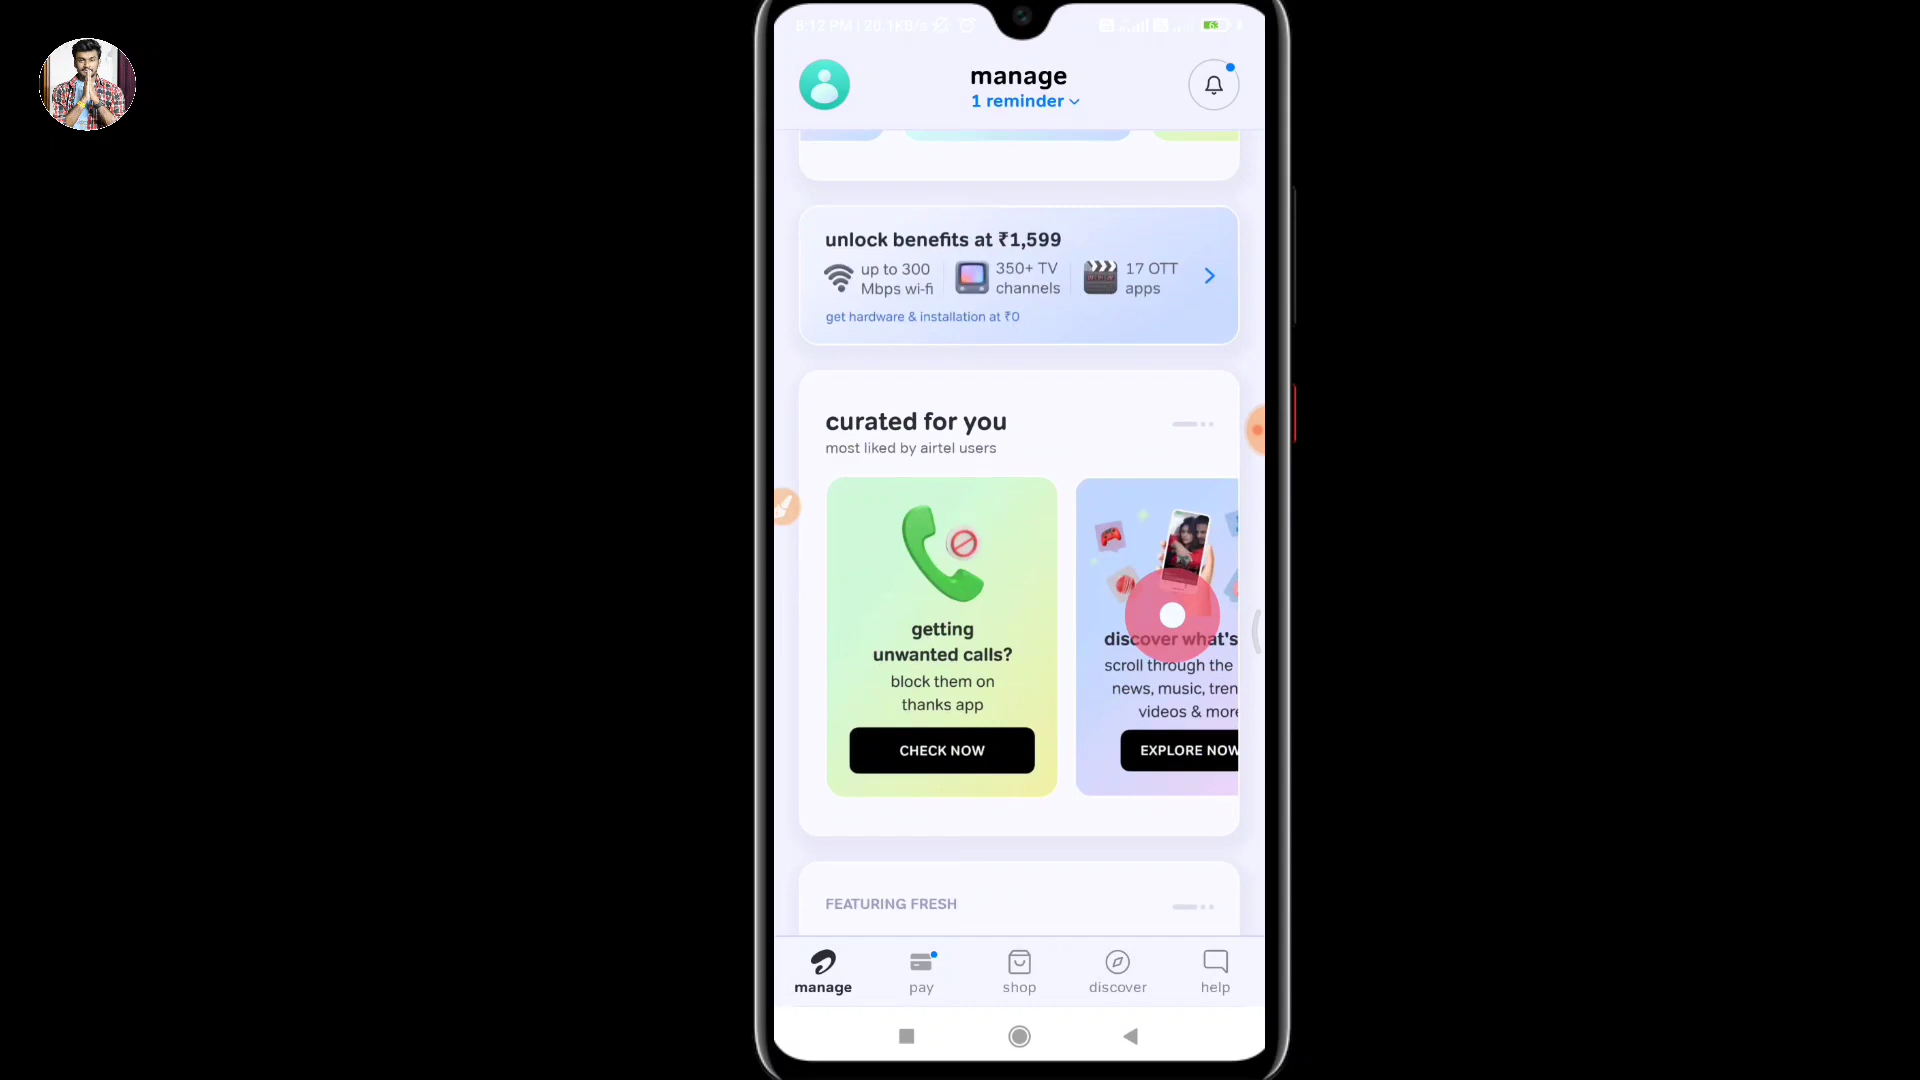 8:12 PM | 20.1KB/s
manage
1 reminder
unlock benefits at ₹1,599
up to 300
Mbps wi-fi
350+ TV
channels
17 OTT
apps
get hardware & installation at ₹0
curated for you
most liked by airtel users
getting
unwanted calls?
block them on
thanks app
CHECK NOW
discover what's
scroll through the
news, music, tren
videos & more
EXPLORE NOW
FEATURING FRESH
manage
pay
shop
discover
help